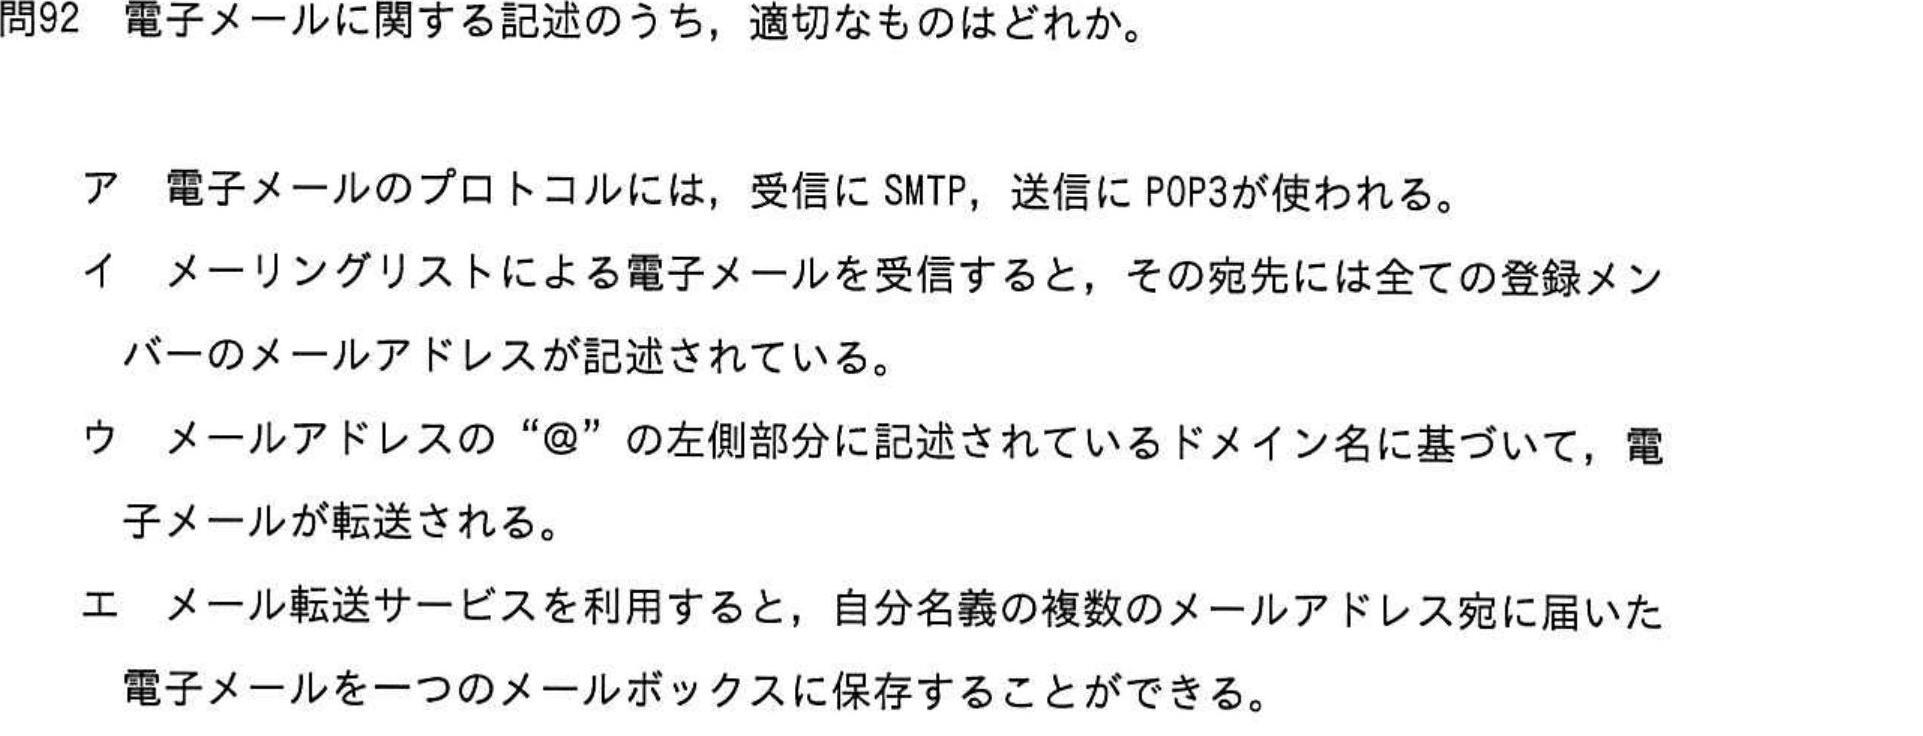 問92 電子メールに関する記述のうち，適切なものはどれか。
ア 電子メールのプロトコルには，受信に SMTP，送信に POP3が使われる。
イ メーリングリストによる電子メールを受信すると，その宛先には全ての登録メン
バーのメールアドレスが記述されている。
ウ メールアドレスの “@” の左側部分に記述されているドメイン名に基づいて，電
子メールが転送される。
エ メール転送サービスを利用すると，自分名義の複数のメールアドレス宛に届いた
電子メールを一つのメールボックスに保存することができる。